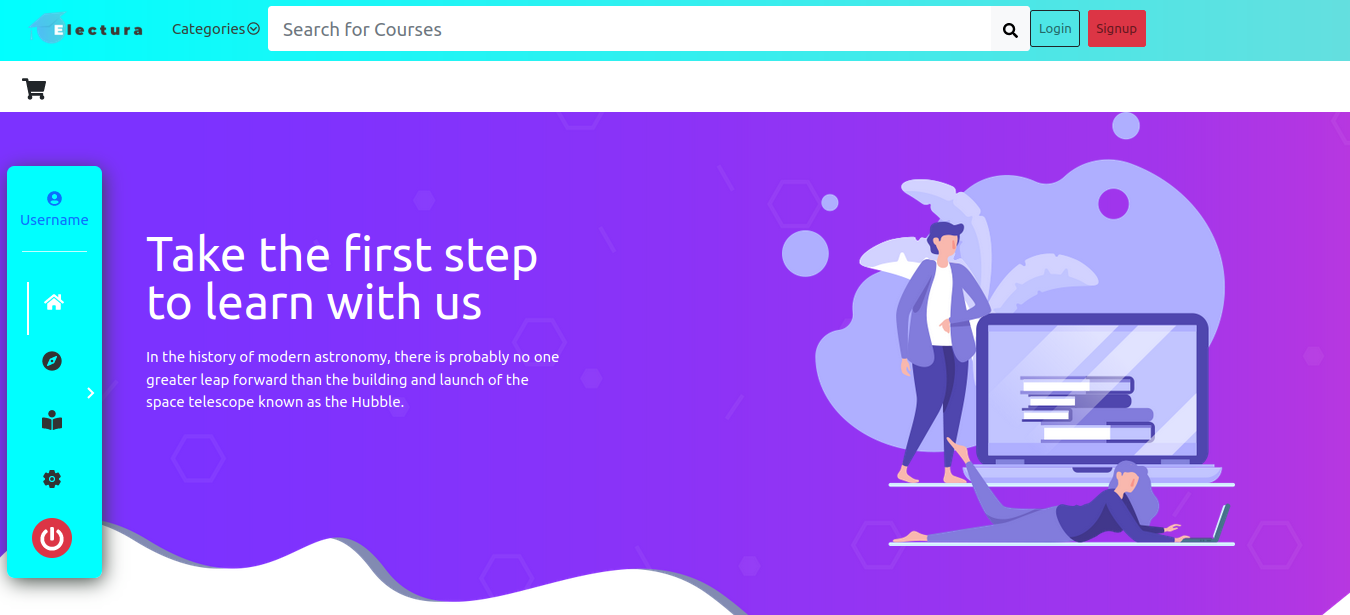 Electura
Categories
Search for Courses
Login
Signup
Username
Take the first step
to learn with us
In the history of modern astronomy, there is probably no one
greater leap forward than the building and launch of the
space telescope known as the Hubble.